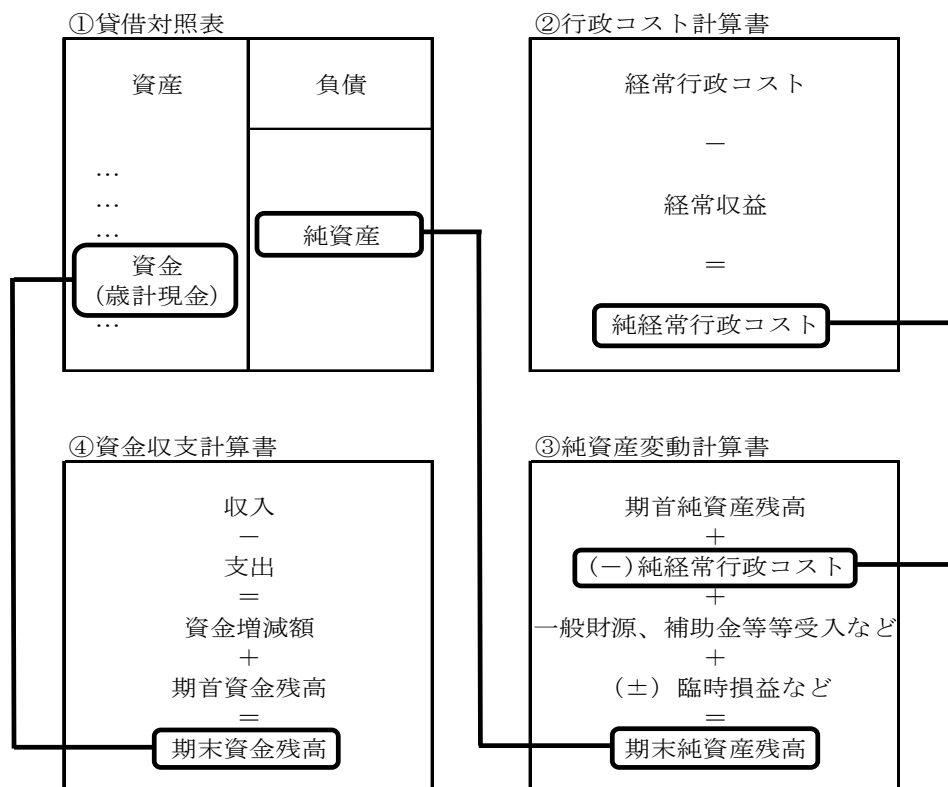 ①貸借対照表
資産
負債
…
…
…
純資産
資金
(歳計現金)
…
②行政コスト計算書
経常行政コスト
－
経常収益
＝
純経常行政コスト
④資金収支計算書
収入
－
支出
＝
資金増減額
＋
期首資金残高
＝
期末資金残高
③純資産変動計算書
期首純資産残高
＋
(－)純経常行政コスト
＋
一般財源、補助金等等受入など
＋
(±) 臨時損益など
＝
期末純資産残高